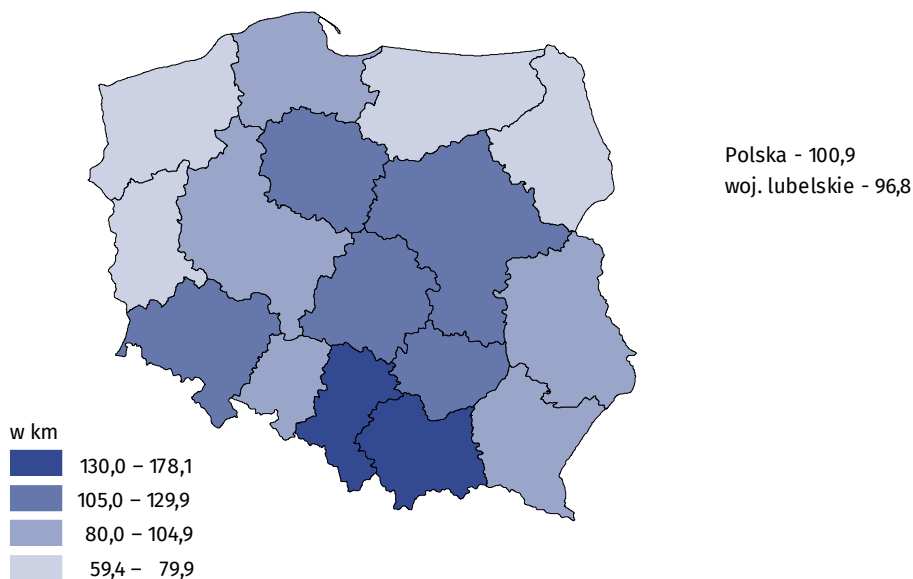 Polska - 100,9
woj. lubelskie - 96,8
w km
130,0 – 178,1
105,0 – 129,9
80,0 – 104,9
59,4 – 79,9